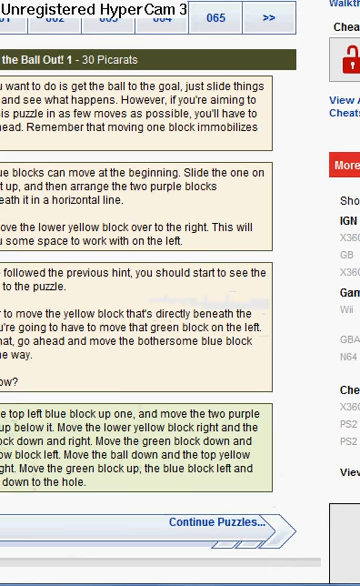 Unregistered HyperCam 3
01 002 003 004 065 >>
Walkth
the Ball Out! 1 - 30 Picarats
Chea
u want to do is get the ball to the goal, just slide things
and see what happens. However, if you're aiming to
is puzzle in as few moves as possible, you'll have to
ead. Remember that moving one block immobilizes
View A
Cheats
ue blocks can move at the beginning. Slide the one on
t up, and then arrange the two purple blocks
eath it in a horizontal line.
ove the lower yellow block over to the right. This will
u some space to work with on the left.
More
Sho
IGN
X360
GB
X360
Gam
Wii
GBA
N64
followed the previous hint, you should start to see the
to the puzzle.
r to move the yellow block that's directly beneath the
u're going to have to move that green block on the left.
hat, go ahead and move the bothersome blue block
ne way.
ow?
Che
X360
PS2
PS2
View
e top left blue block up one, and move the two purple
up below it. Move the lower yellow block right and the
ock down and right. Move the green block down and
ow block left. Move the ball down and the top yellow
ght. Move the green block up, the blue block left and
down to the hole.
Continue Puzzles...